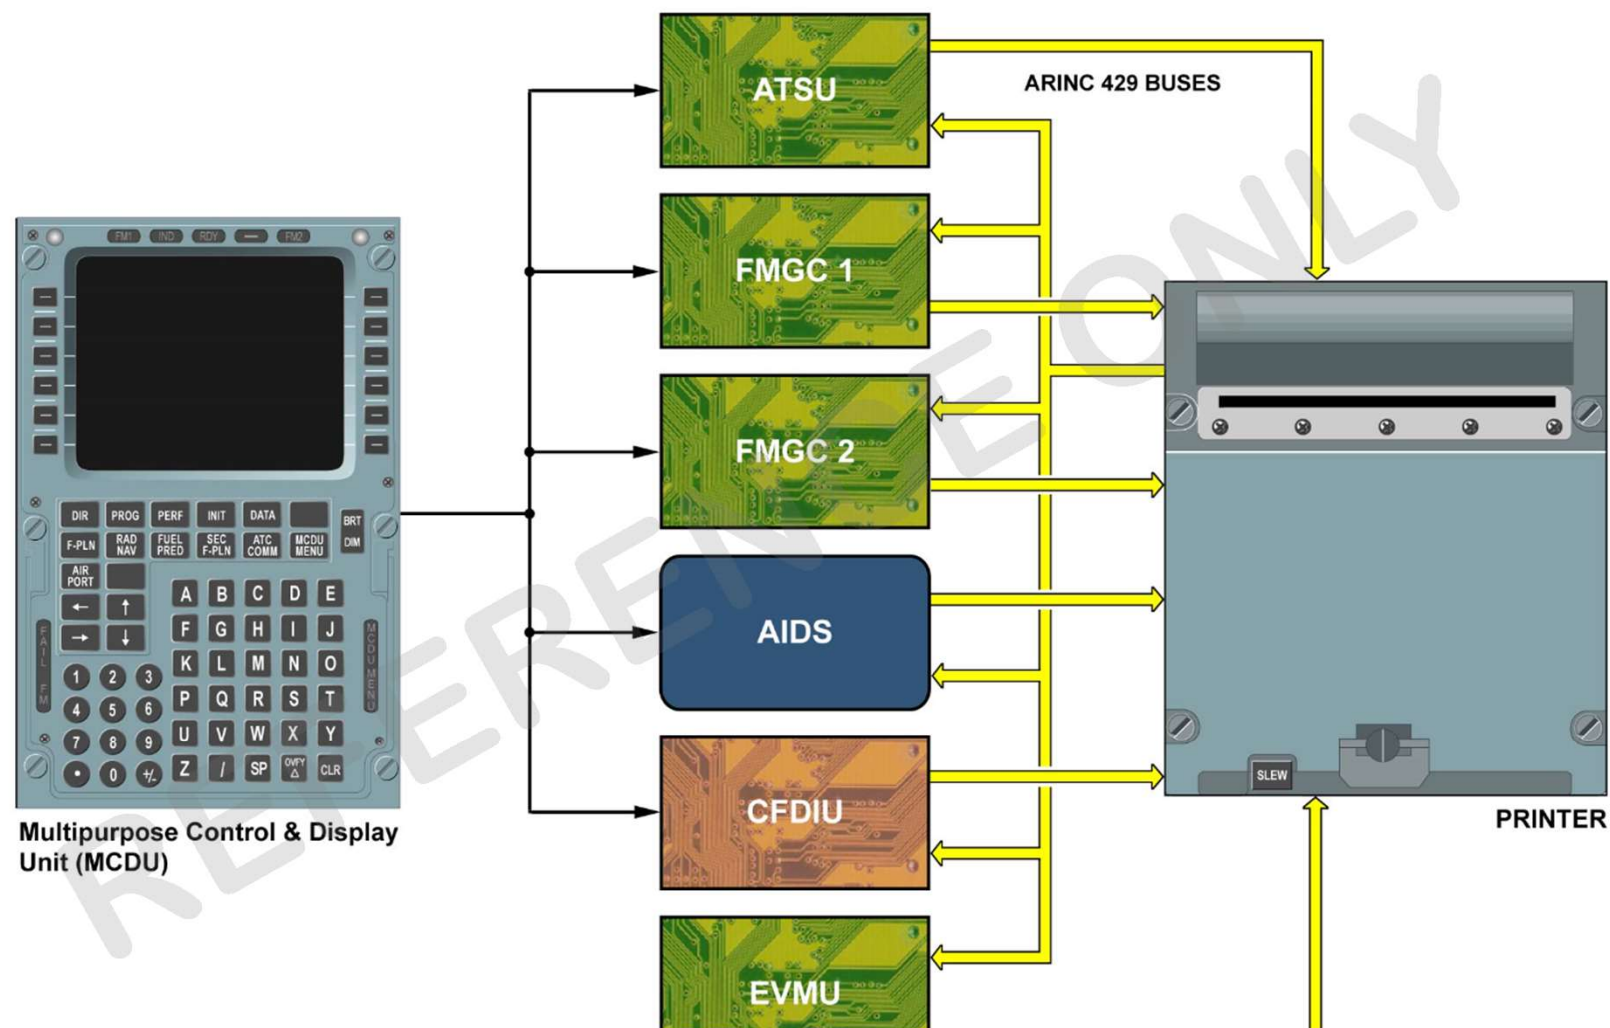 ATSU
ARINC 429 BUSES
FMGC 1
FMGC 2
AIDS
CFDIU
EVMU
FM1 IND RDY FM2
DIR PROG PERF INIT DATA
BRT
DIM
F-PLN RAD NAV FUEL PRED SEC F-PLN ATC COMM MCDU MENU
AIR PORT
← ↑
→ ↓
A B C D E
F G H I J
K L M N O
P Q R S T
U V W X Y
Z / SP OVFY Δ CLR
1 2 3
4 5 6
7 8 9
• 0 +/-
FAIL FM
MCDU MENU
Multipurpose Control & Display
Unit (MCDU)
SLEW
PRINTER
REFERENCE ONLY